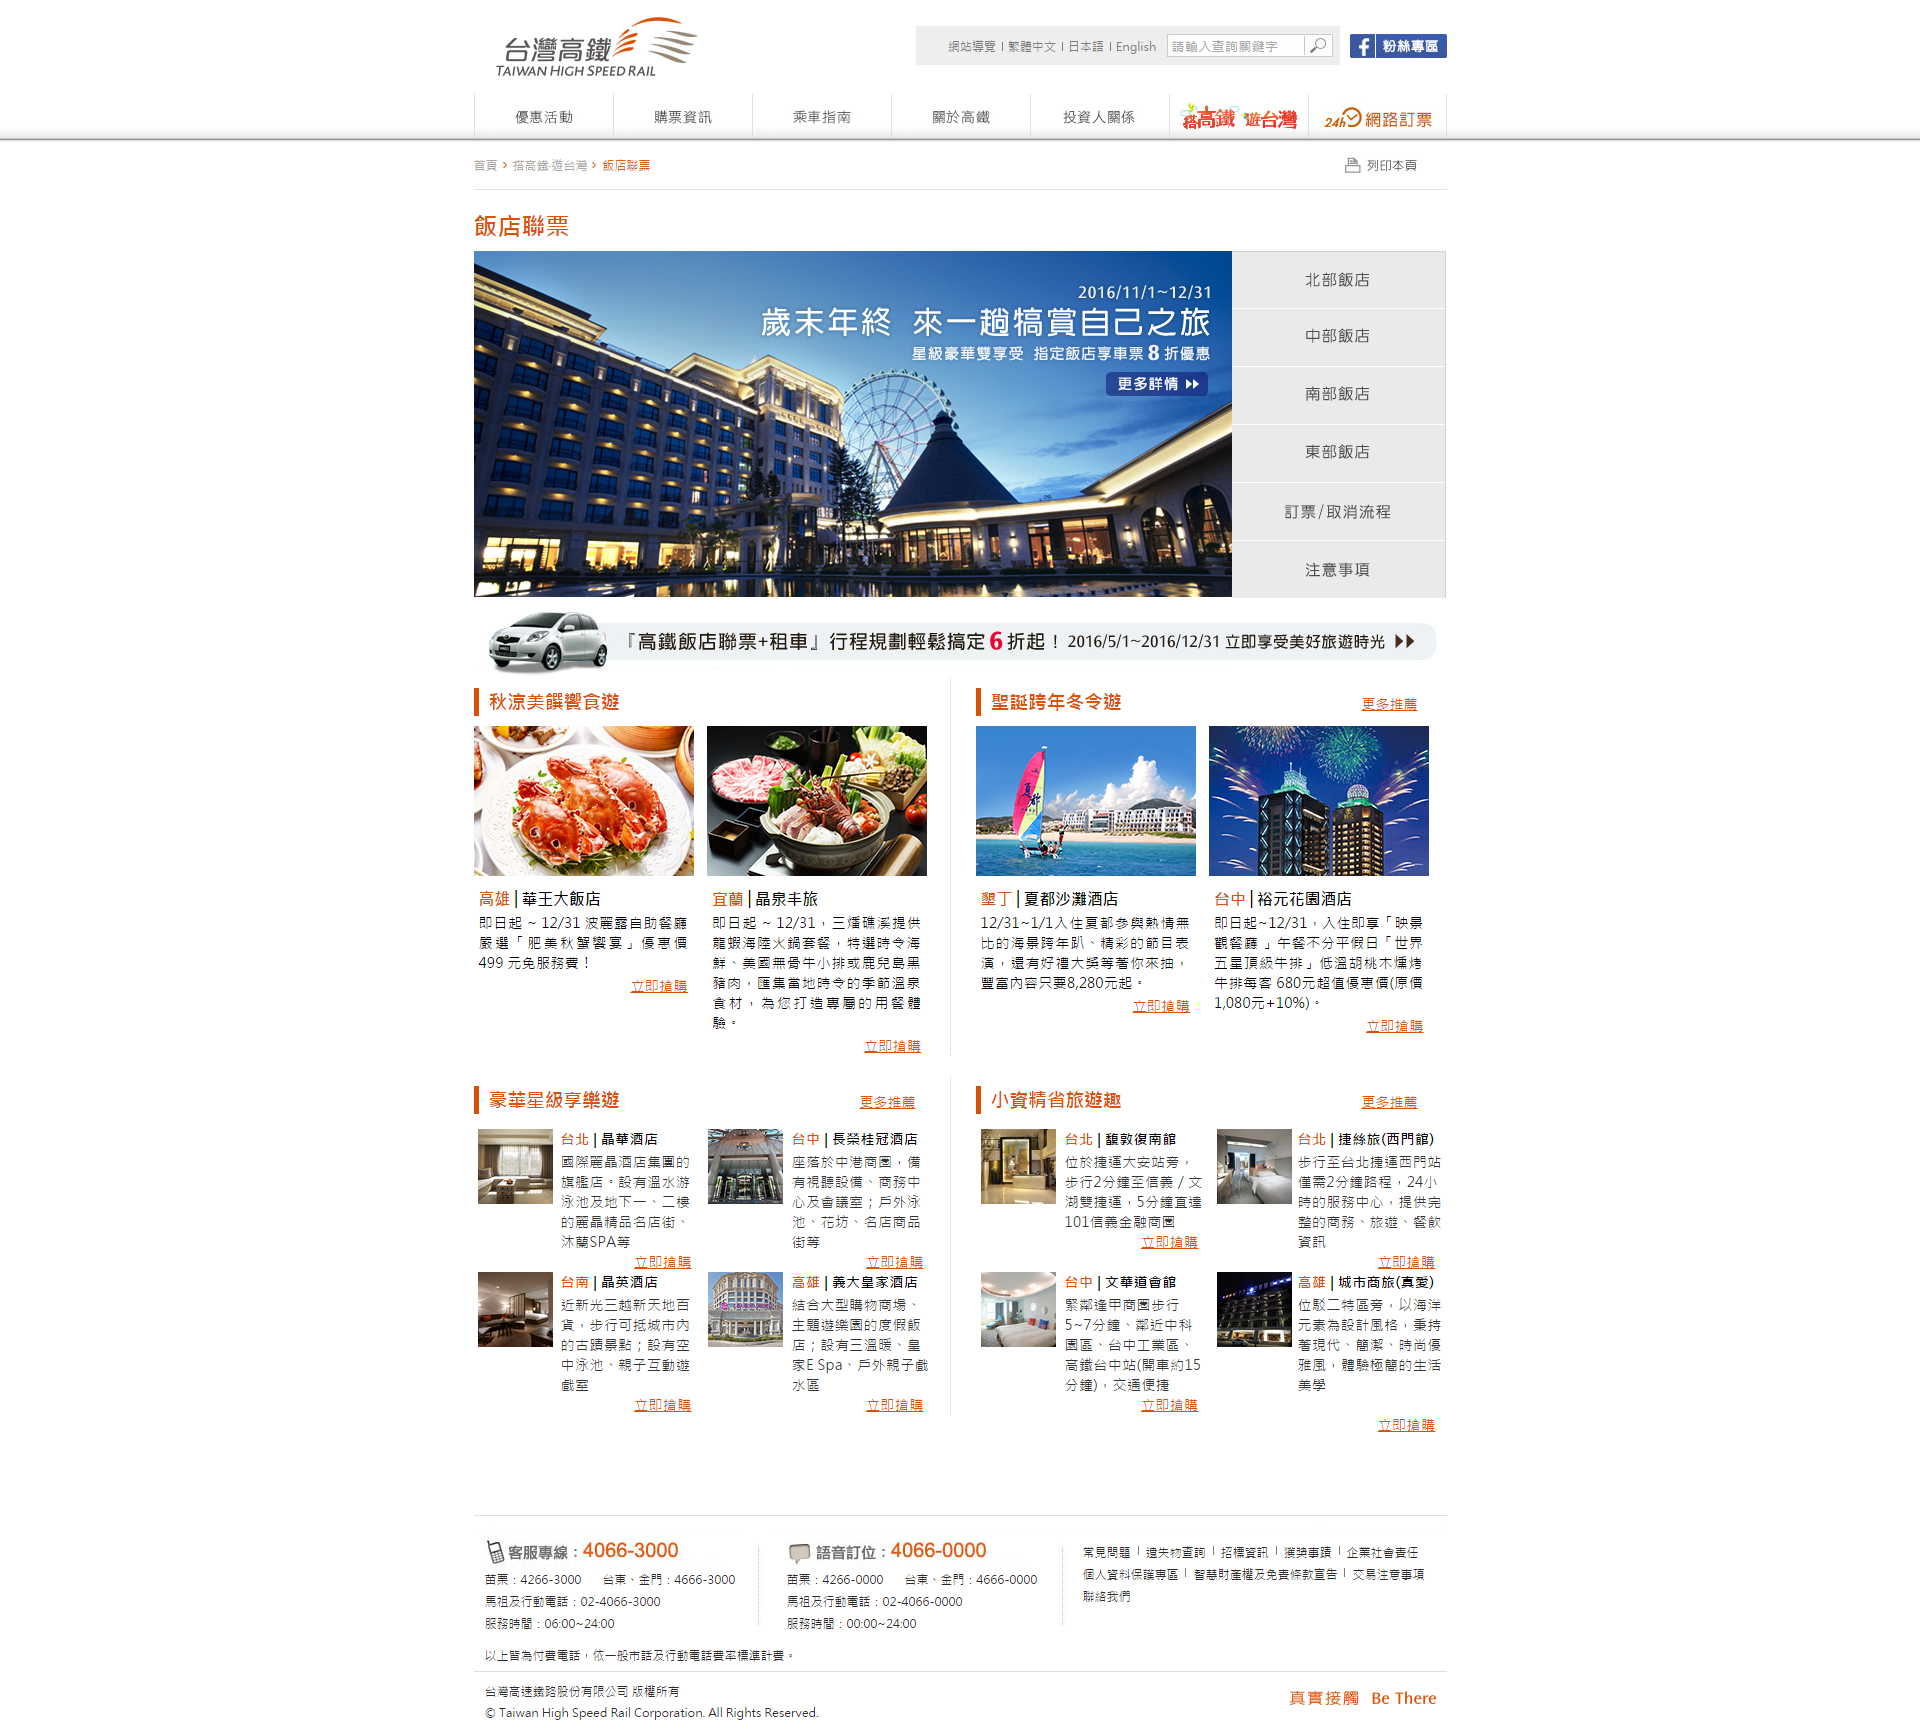 台灣高鐵
TAIWAN HIGH SPEED RAIL
網站導覽 | 繁體中文 | 日本語 | English
請輸入查詢關鍵字
粉絲專區
優惠活動
購票資訊
乘車指南
關於高鐵
投資人關係
搭高鐵 遊台灣
24h 網路訂票
首頁 > 搭高鐵‧遊台灣 > 飯店聯票
列印本頁
飯店聯票
2016/11/1~12/31
歲末年終 來一趟犒賞自己之旅
星級豪華雙享受 指定飯店享車票 8 折優惠
更多詳情
北部飯店
中部飯店
南部飯店
東部飯店
訂票/取消流程
注意事項
『高鐵飯店聯票+租車』行程規劃輕鬆搞定 6 折起！ 2016/5/1~2016/12/31 立即享受美好旅遊時光
秋涼美饌饗食遊
高雄 | 華王大飯店
即日起 ~ 12/31 波麗露自助餐廳
嚴選「肥美秋蟹饗宴」優惠價
499 元免服務費！
立即搶購
宜蘭 | 晶泉丰旅
即日起 ~ 12/31，三燔礁溪提供
龍蝦海陸火鍋套餐，特選時令海
鮮、美國無骨牛小排或鹿兒島黑
豬肉，匯集當地時令的季節溫泉
食材，為您打造專屬的用餐體
驗。
立即搶購
聖誕跨年冬令遊
更多推薦
夏都
墾丁 | 夏都沙灘酒店
12/31~1/1入住夏都參與熱情無
比的海景跨年趴、精彩的節目表
演，還有好禮大獎等著你來抽，
豐富內容只要8,280元起。
立即搶購
台中 | 裕元花園酒店
即日起~12/31，入住即享「映景
觀餐廳 」午餐不分平假日「世界
五星頂級牛排」低溫胡桃木燻烤
牛排每客 680元超值優惠價(原價
1,080元+10%)。
立即搶購
豪華星級享樂遊
更多推薦
台北 | 晶華酒店
國際麗晶酒店集團的
旗艦店。設有溫水游
泳池及地下一、二樓
的麗晶精品名店街、
沐蘭SPA等
立即搶購
台中 | 長榮桂冠酒店
座落於中港商圈，備
有視聽設備、商務中
心及會議室；戶外泳
池、花坊、名店商品
街等
立即搶購
台南 | 晶英酒店
近新光三越新天地百
貨，步行可抵城市內
的古蹟景點；設有空
中泳池、親子互動遊
戲室
立即搶購
高雄 | 義大皇家酒店
結合大型購物商場、
主題遊樂園的度假飯
店；設有三溫暖、皇
家E Spa、戶外親子戲
水區
立即搶購
小資精省旅遊趣
更多推薦
台北 | 馥敦復南館
位於捷運大安站旁，
步行2分鐘至信義 / 文
湖雙捷運，5分鐘直達
101信義金融商圈
立即搶購
台北 | 捷絲旅(西門館)
步行至台北捷運西門站
僅需2分鐘路程，24小
時的服務中心，提供完
整的商務、旅遊、餐飲
資訊
立即搶購
台中 | 文華道會館
緊鄰逢甲商圈步行
5~7分鐘、鄰近中科
園區、台中工業區、
高鐵台中站(開車約15
分鐘)，交通便捷
立即搶購
高雄 | 城市商旅(真愛)
位駁二特區旁，以海洋
元素為設計風格，秉持
著現代、簡潔、時尚優
雅風，體驗極簡的生活
美學
立即搶購
客服專線：4066-3000
苗栗：4266-3000 台東、金門：4666-3000
馬祖及行動電話：02-4066-3000
服務時間：06:00~24:00
語音訂位：4066-0000
苗栗：4266-0000 台東、金門：4666-0000
馬祖及行動電話：02-4066-0000
服務時間：00:00~24:00
常見問題 | 遺失物查詢 | 招標資訊 | 獲獎事蹟 | 企業社會責任
個人資料保護專區 | 智慧財產權及免責條款宣告 | 交易注意事項
聯絡我們
以上皆為付費電話，依一般市話及行動電話費率標準計費。
台灣高速鐵路股份有限公司 版權所有
© Taiwan High Speed Rail Corporation. All Rights Reserved.
真實接觸 Be There